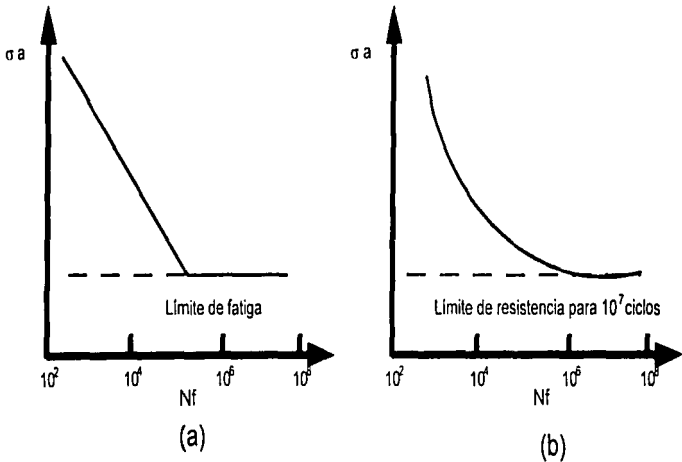 σ a
Límite de fatiga
10² 10⁴ 10⁶ 10⁸
Nf
(a)
σ a
Límite de resistencia para 10⁷ ciclos
10² 10⁴ 10⁶ 10⁸
Nf
(b)